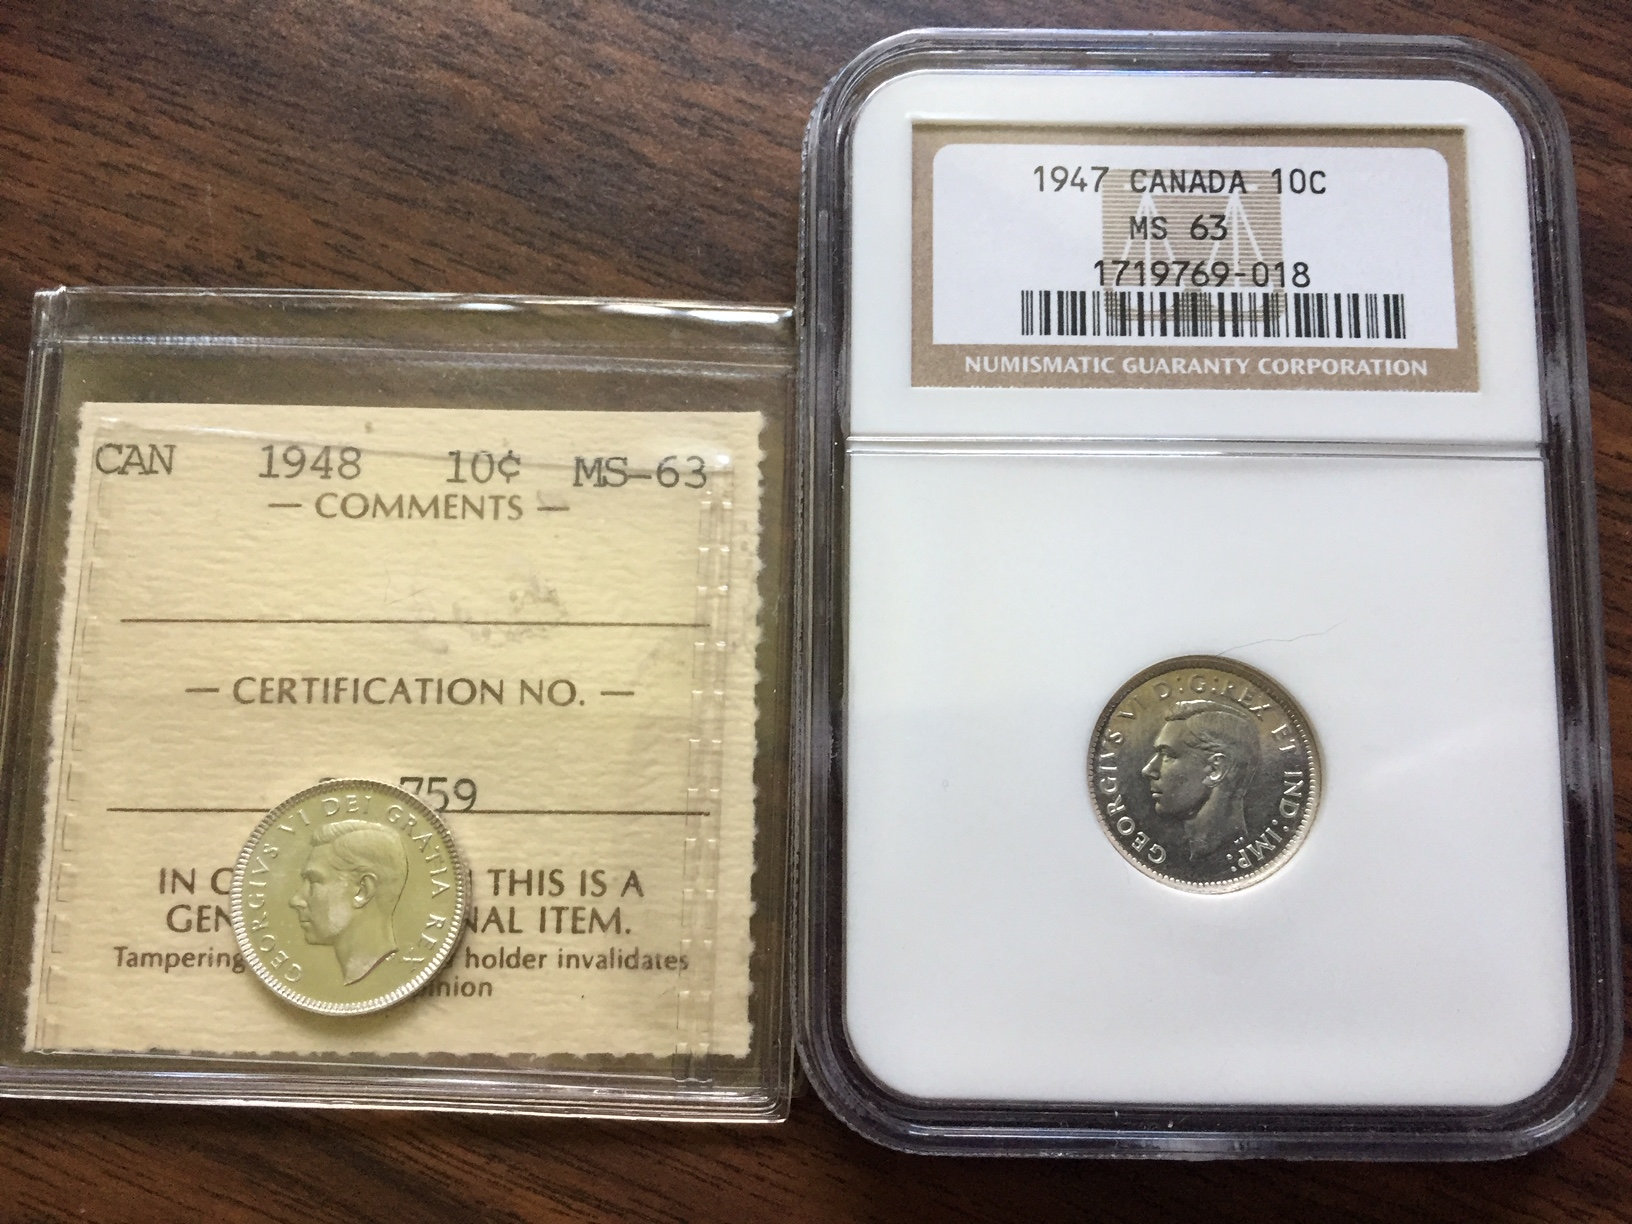 CAN 1948 10¢ MS-63
— COMMENTS —
— CERTIFICATION NO. —
759
IN C THIS IS A
GEN NAL ITEM.
Tampering holder invalidates
inion
GEORGIVS VI DEI GRATIA REX
1947 CANADA 10C
MS 63
1719769-018
NUMISMATIC GUARANTY CORPORATION
GEORGIVS VI D:G:REX ET IND:IMP: